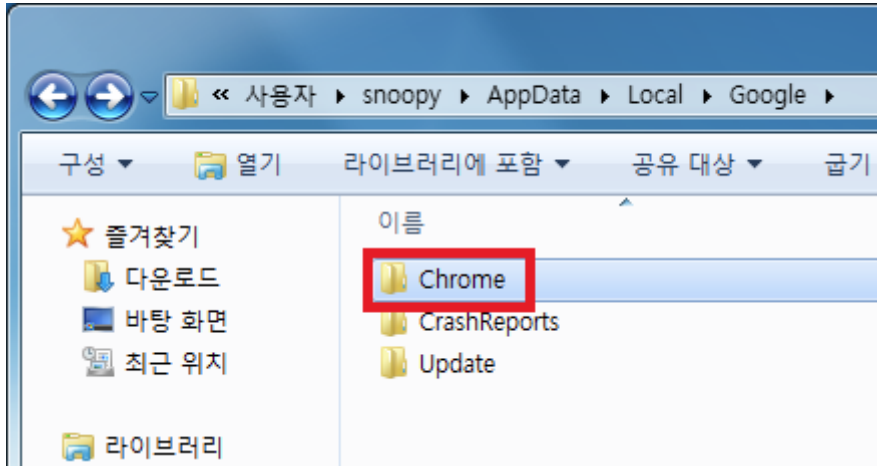 « 사용자 ▸ snoopy ▸ AppData ▸ Local ▸ Google ▸
구성 ▼ 열기 라이브러리에 포함 ▼ 공유 대상 ▼ 굽기
즐겨찾기
다운로드
바탕 화면
최근 위치
라이브러리
이름
Chrome
CrashReports
Update